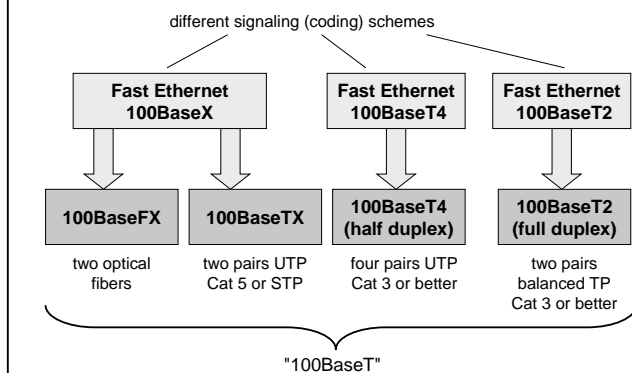 different signaling (coding) schemes
Fast Ethernet
100BaseX
Fast Ethernet
100BaseT4
Fast Ethernet
100BaseT2
100BaseFX
100BaseTX
100BaseT4
(half duplex)
100BaseT2
(full duplex)
two optical
fibers
two pairs UTP
Cat 5 or STP
four pairs UTP
Cat 3 or better
two pairs
balanced TP
Cat 3 or better
"100BaseT"